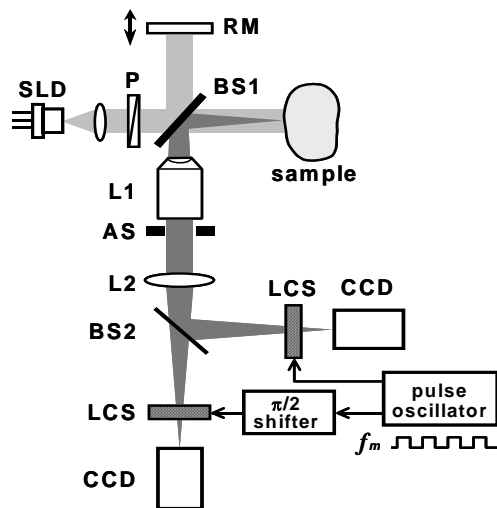 RM
P
BS1
SLD
sample
L1
AS
L2
LCS
CCD
BS2
LCS
π/2
shifter
pulse
oscillator
fm
CCD